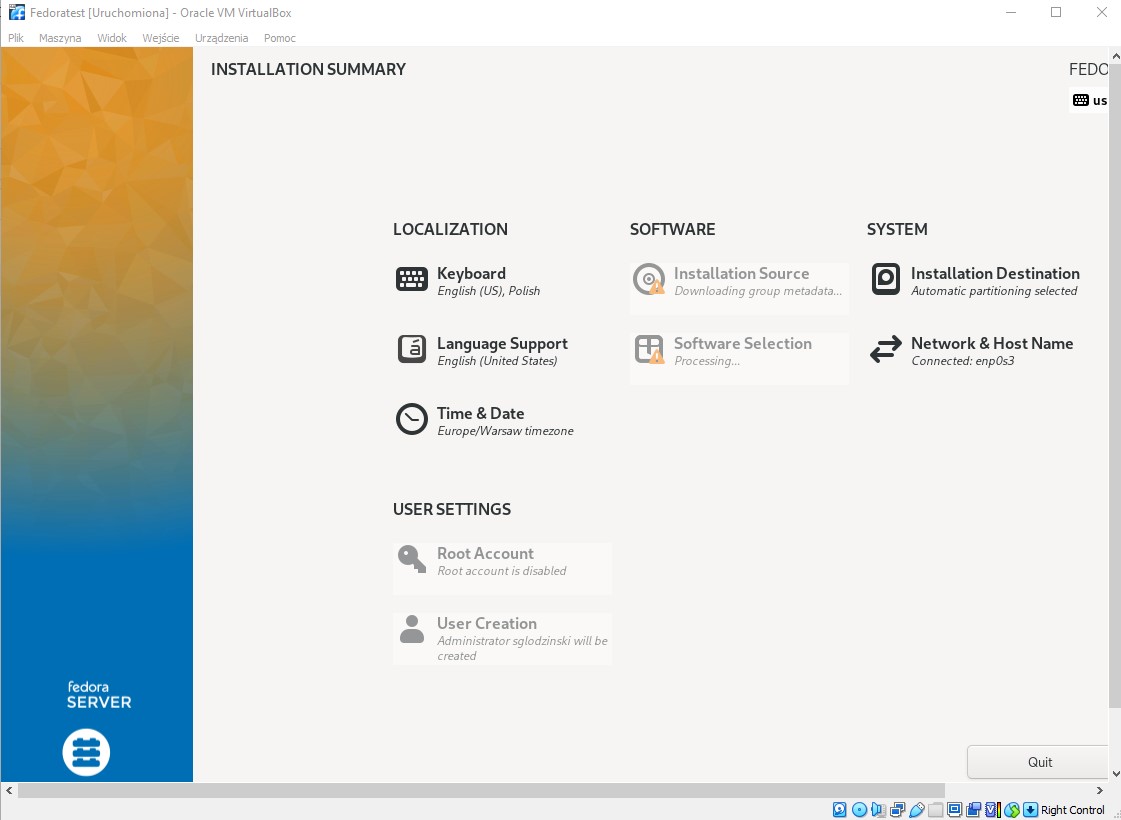 Fedoratest [Uruchomiona] - Oracle VM VirtualBox
Plik Maszyna Widok Wejście Urządzenia Pomoc
INSTALLATION SUMMARY
FEDO
us
LOCALIZATION
Keyboard
English (US), Polish
Language Support
English (United States)
Time & Date
Europe/Warsaw timezone
SOFTWARE
Installation Source
Downloading group metadata...
Software Selection
Processing...
SYSTEM
Installation Destination
Automatic partitioning selected
Network & Host Name
Connected: enp0s3
USER SETTINGS
Root Account
Root account is disabled
User Creation
Administrator sglodzinski will be
created
fedora
SERVER
Quit
Right Control